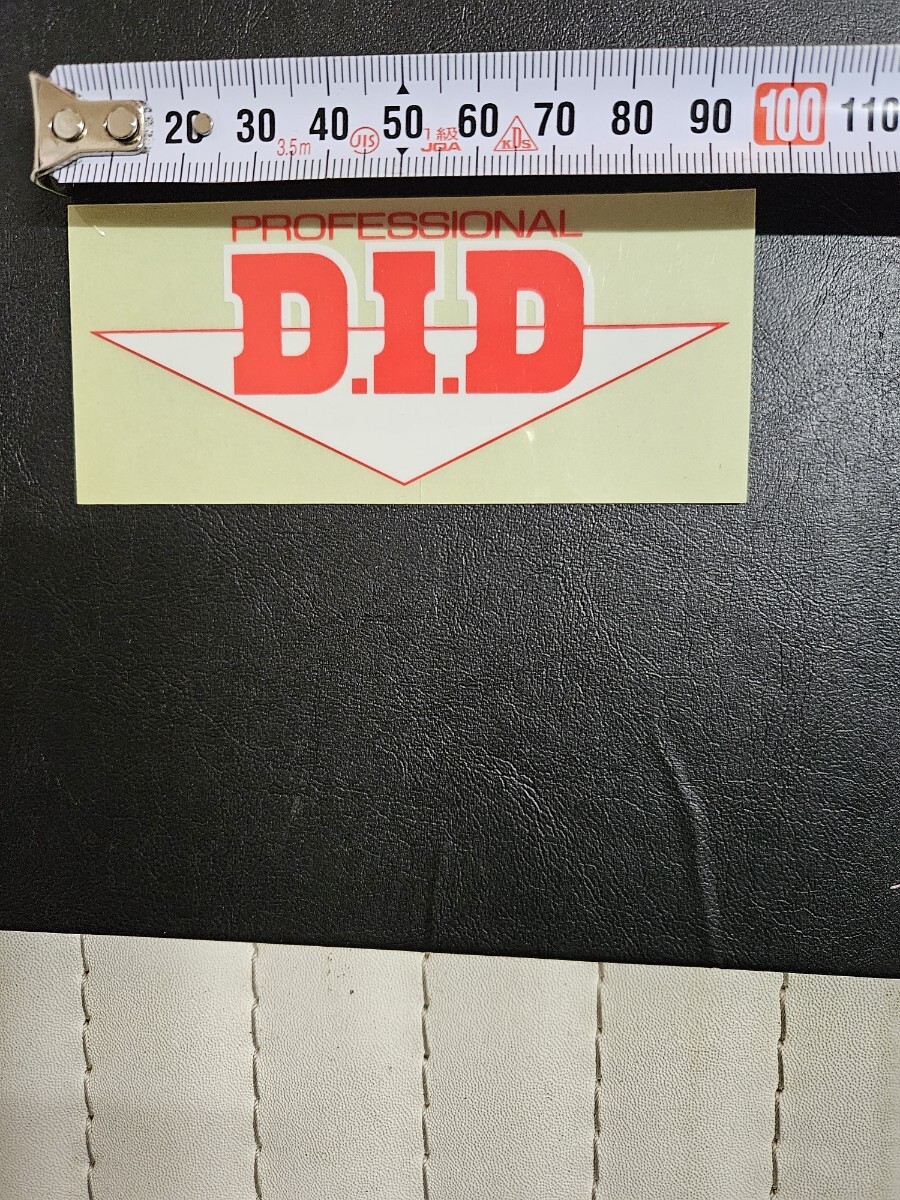 20 30 40 50 60 70 80 90 100 110
3.5m JIS 1級 JQA KDS
PROFESSIONAL
D.I.D